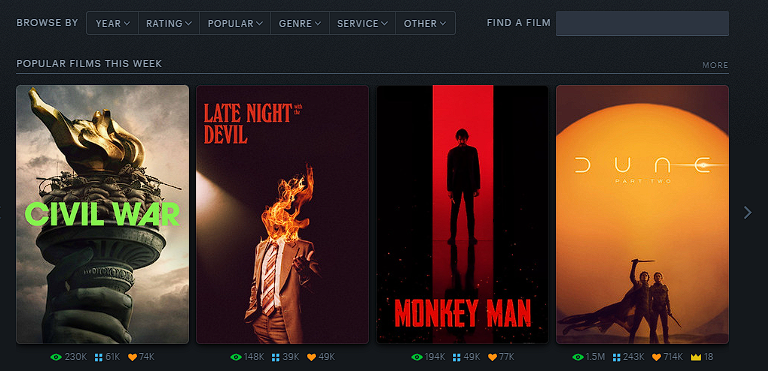 BROWSE BY YEAR RATING POPULAR GENRE SERVICE OTHER FIND A FILM
POPULAR FILMS THIS WEEK MORE
CIVIL WAR
LATE NIGHT with the
DEVIL
MONKEY MAN
DUNE
PART TWO
230K 61K 74K
148K 39K 49K
194K 49K 77K
1.5M 243K 714K 18